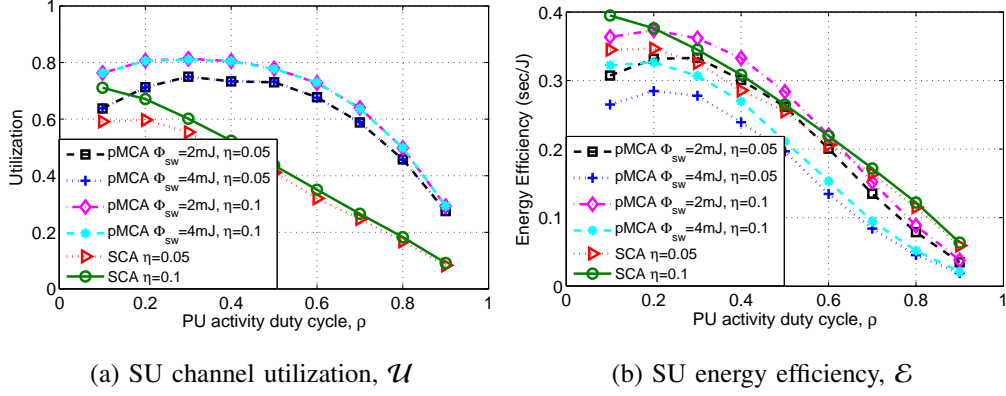 1
0.8
0.6
0.4
0.2
0
Utilization
pMCA Φsw=2mJ, η=0.05
pMCA Φsw=4mJ, η=0.05
pMCA Φsw=2mJ, η=0.1
pMCA Φsw=4mJ, η=0.1
SCA η=0.05
SCA η=0.1
0 0.2 0.4 0.6 0.8 1
PU activity duty cycle, ρ
(a) SU channel utilization, 𝒰
0.4
0.3
0.2
0.1
0
Energy Efficiency (sec/J)
pMCA Φsw=2mJ, η=0.05
pMCA Φsw=4mJ, η=0.05
pMCA Φsw=2mJ, η=0.1
pMCA Φsw=4mJ, η=0.1
SCA η=0.05
SCA η=0.1
0 0.2 0.4 0.6 0.8 1
PU activity duty cycle, ρ
(b) SU energy efficiency, ℰ